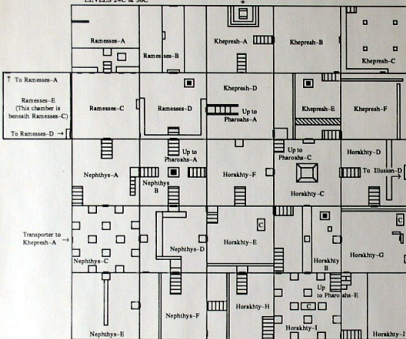 LEVELS 24C & 30C
Ramesses–A
Ramesses–B
Khepresh–A
Khepresh–B
Khepresh–C
↑ To Ramesses–A
Ramesses–E
(This chamber is
beneath Ramesses–C)
To Ramesses–D →
Ramesses–C
Ramesses–D
Khepresh–D
Up to
Pharoahs–A
Khepresh–E
Khepresh–F
Nephthys–A
Up to
Pharoahs–A
Nephthys
B
Horakhty–F
Up to
Pharoahs–C
Horakhty–C
Horakhty–D
To Illusion–D
Transporter to
Khepresh–A →
Nephthys–C
Nephthys–D
Horakhty–E
C
Horakhty
B
C
Horakhty–G
Nephthys–E
Nephthys–F
Horakhty–H
Up
to Pharoahs–E
C
Horakhty–I
Horakhty–J